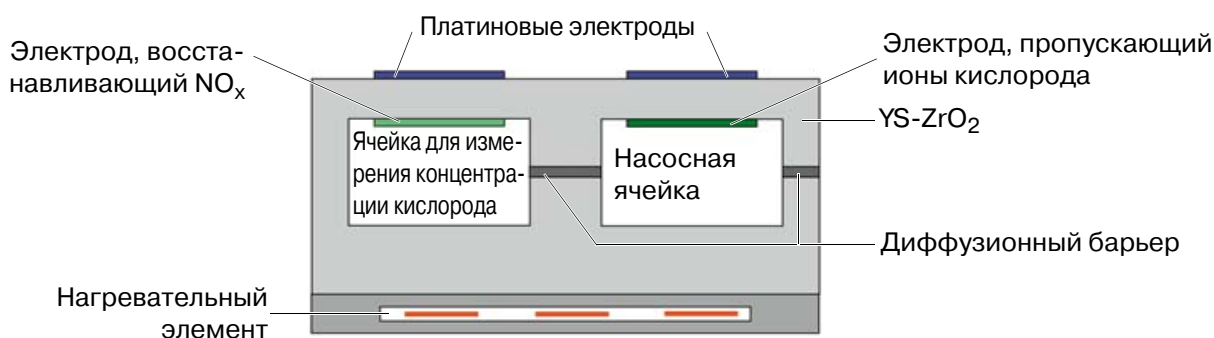 Платиновые электроды
Электрод, восста-
навливающий NOx
Электрод, пропускающий
ионы кислорода
YS-ZrO2
Ячейка для изме-
рения концентра-
ции кислорода
Насосная
ячейка
Диффузионный барьер
Нагревательный
элемент